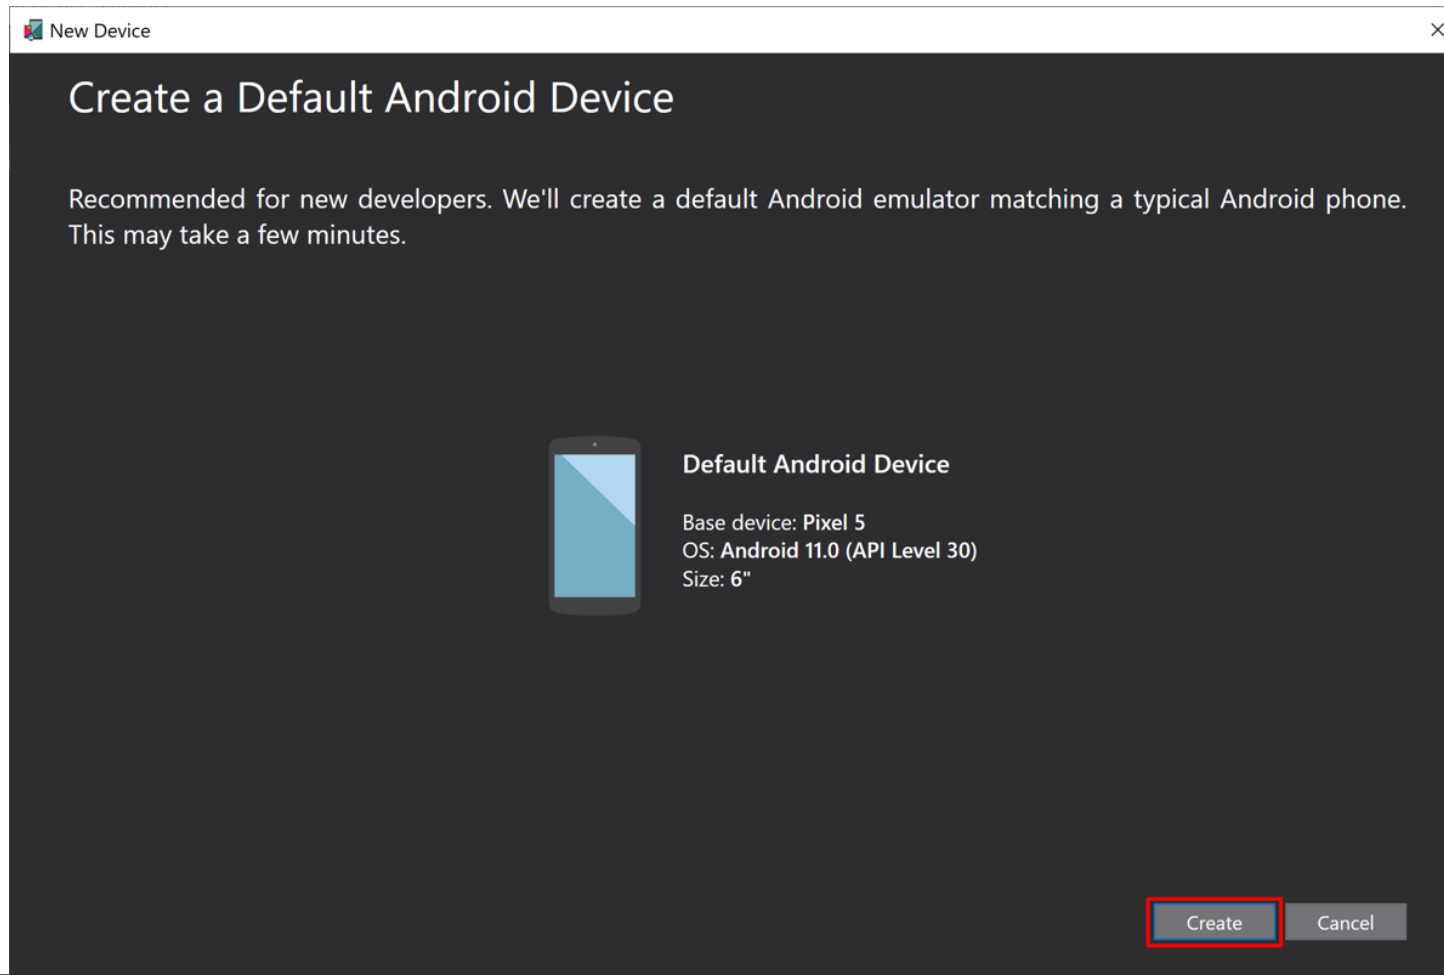 New Device
Create a Default Android Device
Recommended for new developers. We'll create a default Android emulator matching a typical Android phone.
This may take a few minutes.
Default Android Device
Base device: Pixel 5
OS: Android 11.0 (API Level 30)
Size: 6"
Create
Cancel